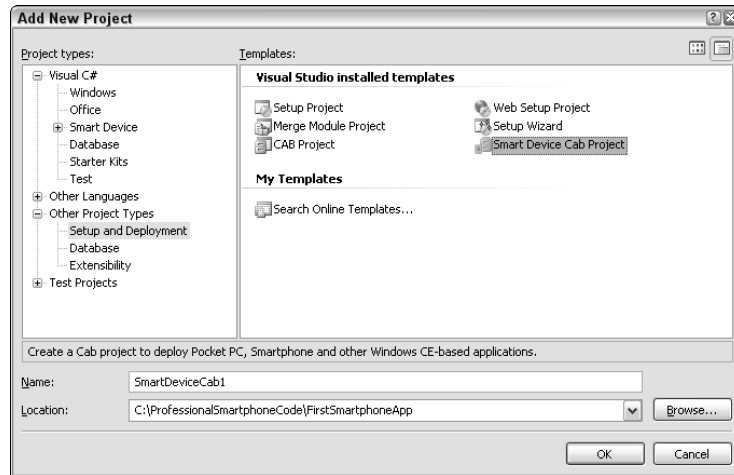 Add New Project
Project types:
Templates:
Visual C#
Windows
Office
Smart Device
Database
Starter Kits
Test
Other Languages
Other Project Types
Setup and Deployment
Database
Extensibility
Test Projects
Visual Studio installed templates
Setup Project
Web Setup Project
Merge Module Project
Setup Wizard
CAB Project
Smart Device Cab Project
My Templates
Search Online Templates...
Create a Cab project to deploy Pocket PC, Smartphone and other Windows CE-based applications.
Name:
SmartDeviceCab1
Location:
C:\ProfessionalSmartphoneCode\FirstSmartphoneApp
Browse...
OK
Cancel